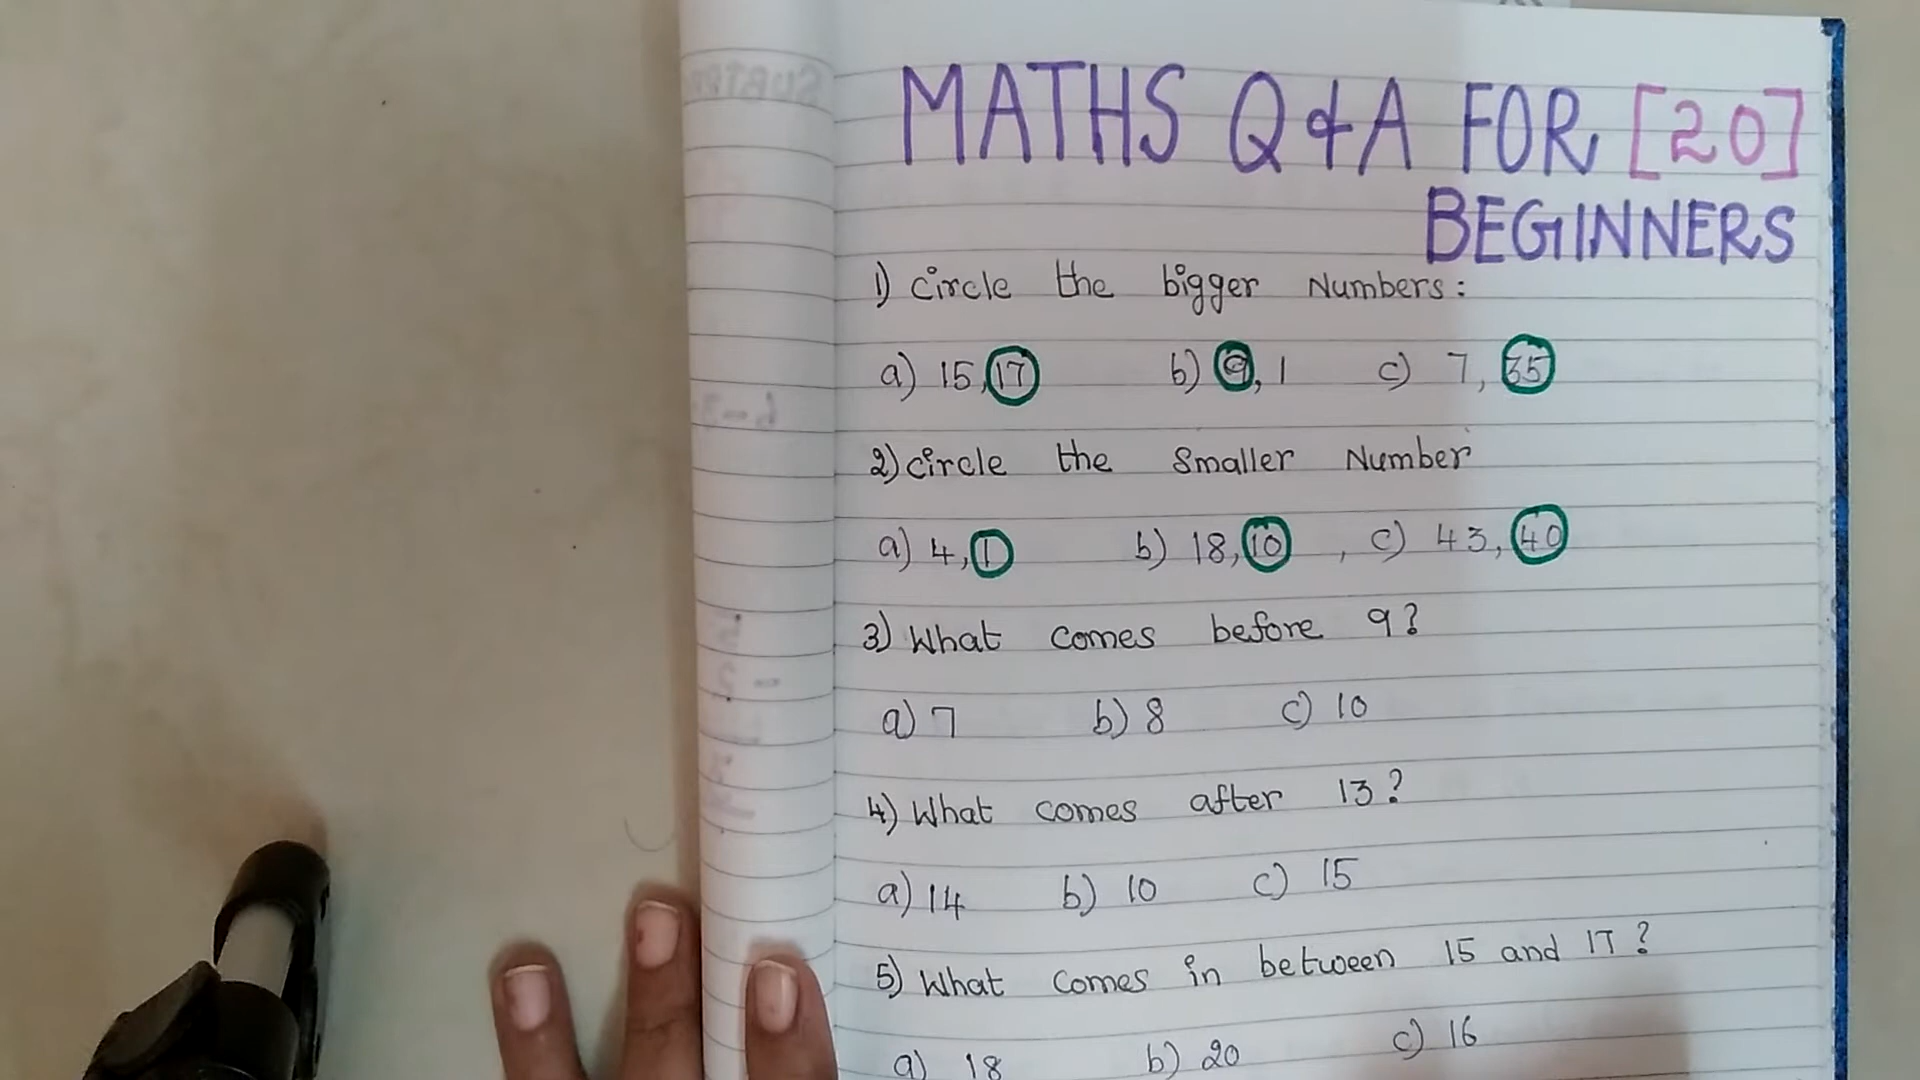 MATHS Q & A FOR [20]
BEGINNERS
1) Circle the bigger Numbers:
a) 15, 17 b) 9, 1 c) 7, 35
2) Circle the Smaller Number
a) 4, 1 b) 18, 10 , c) 43, 40
3) What comes before 9?
a) 7 b) 8 c) 10
4) What comes after 13?
a) 14 b) 10 c) 15
5) What comes in between 15 and 17?
a) 18 b) 20 c) 16